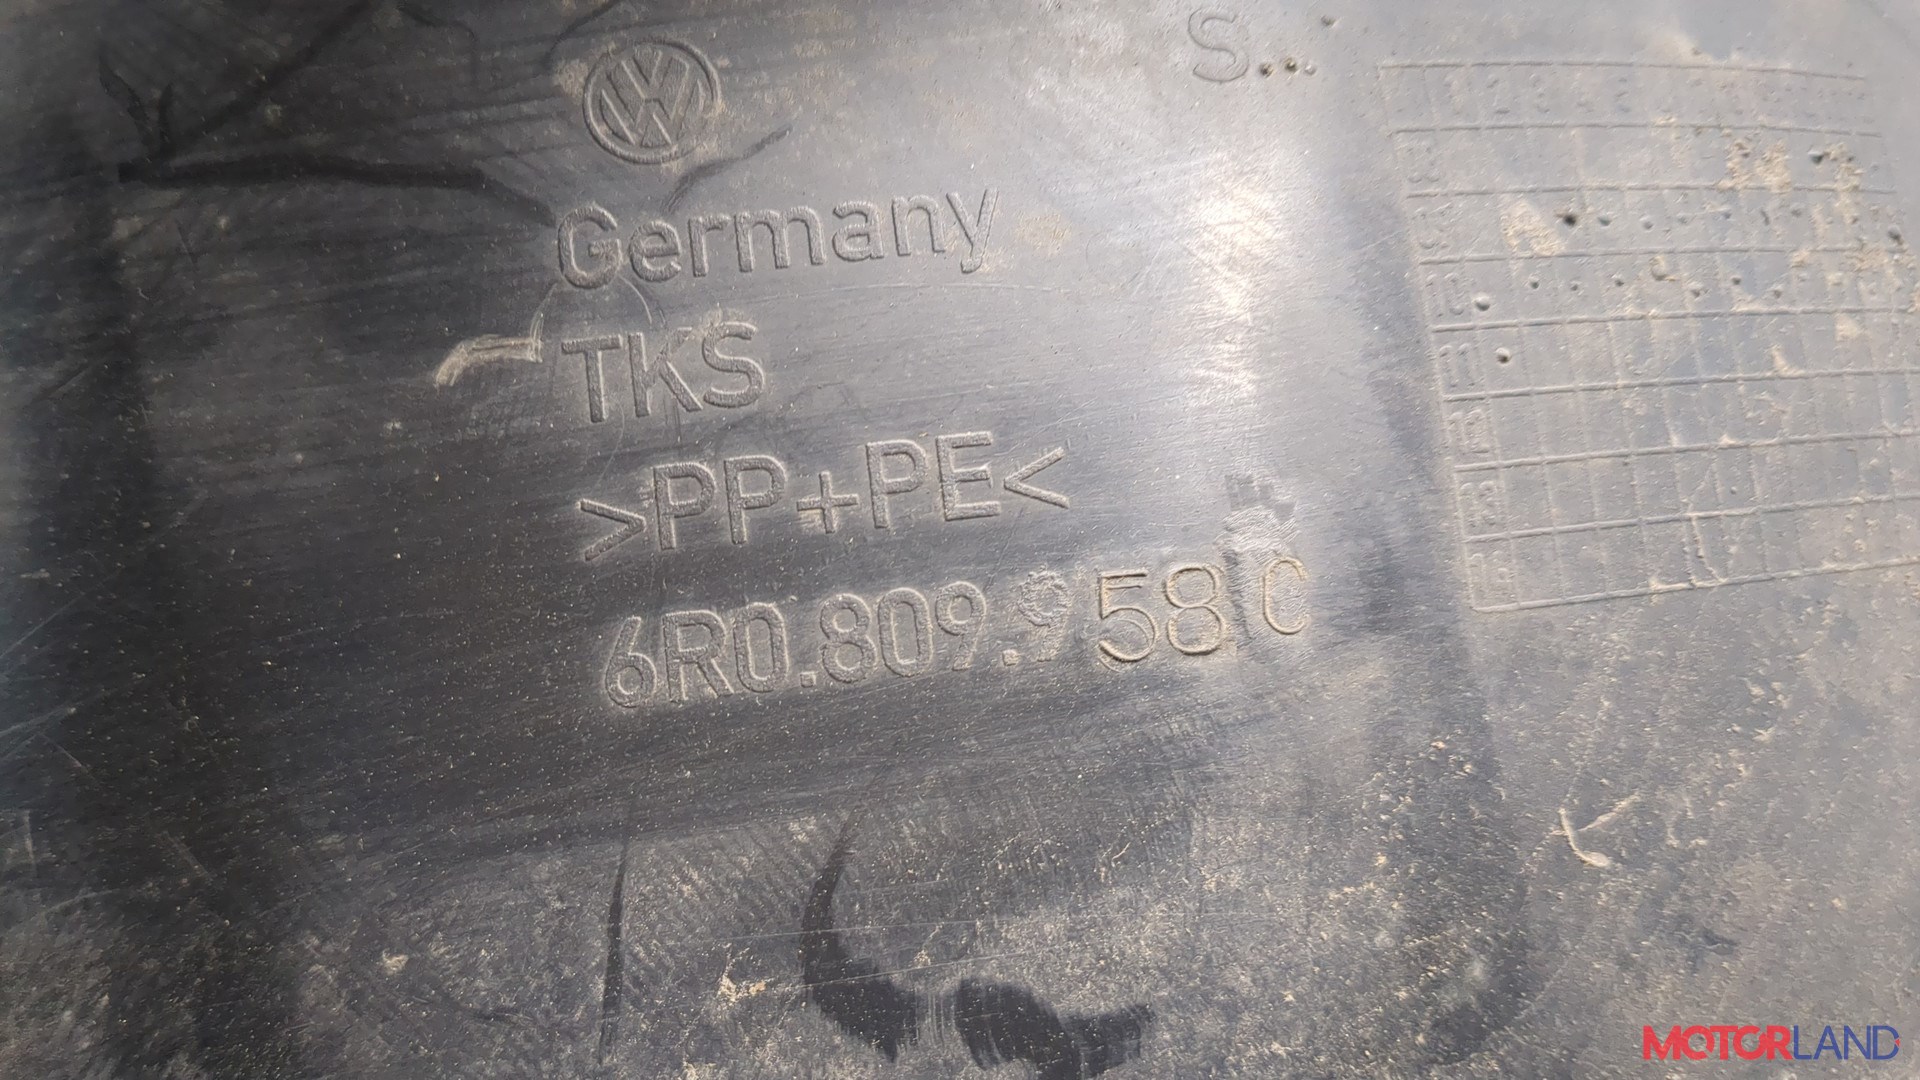 S...
VW
Germany
TKS
>PP+PE<
6R0.809.958 C
MOTORLAND